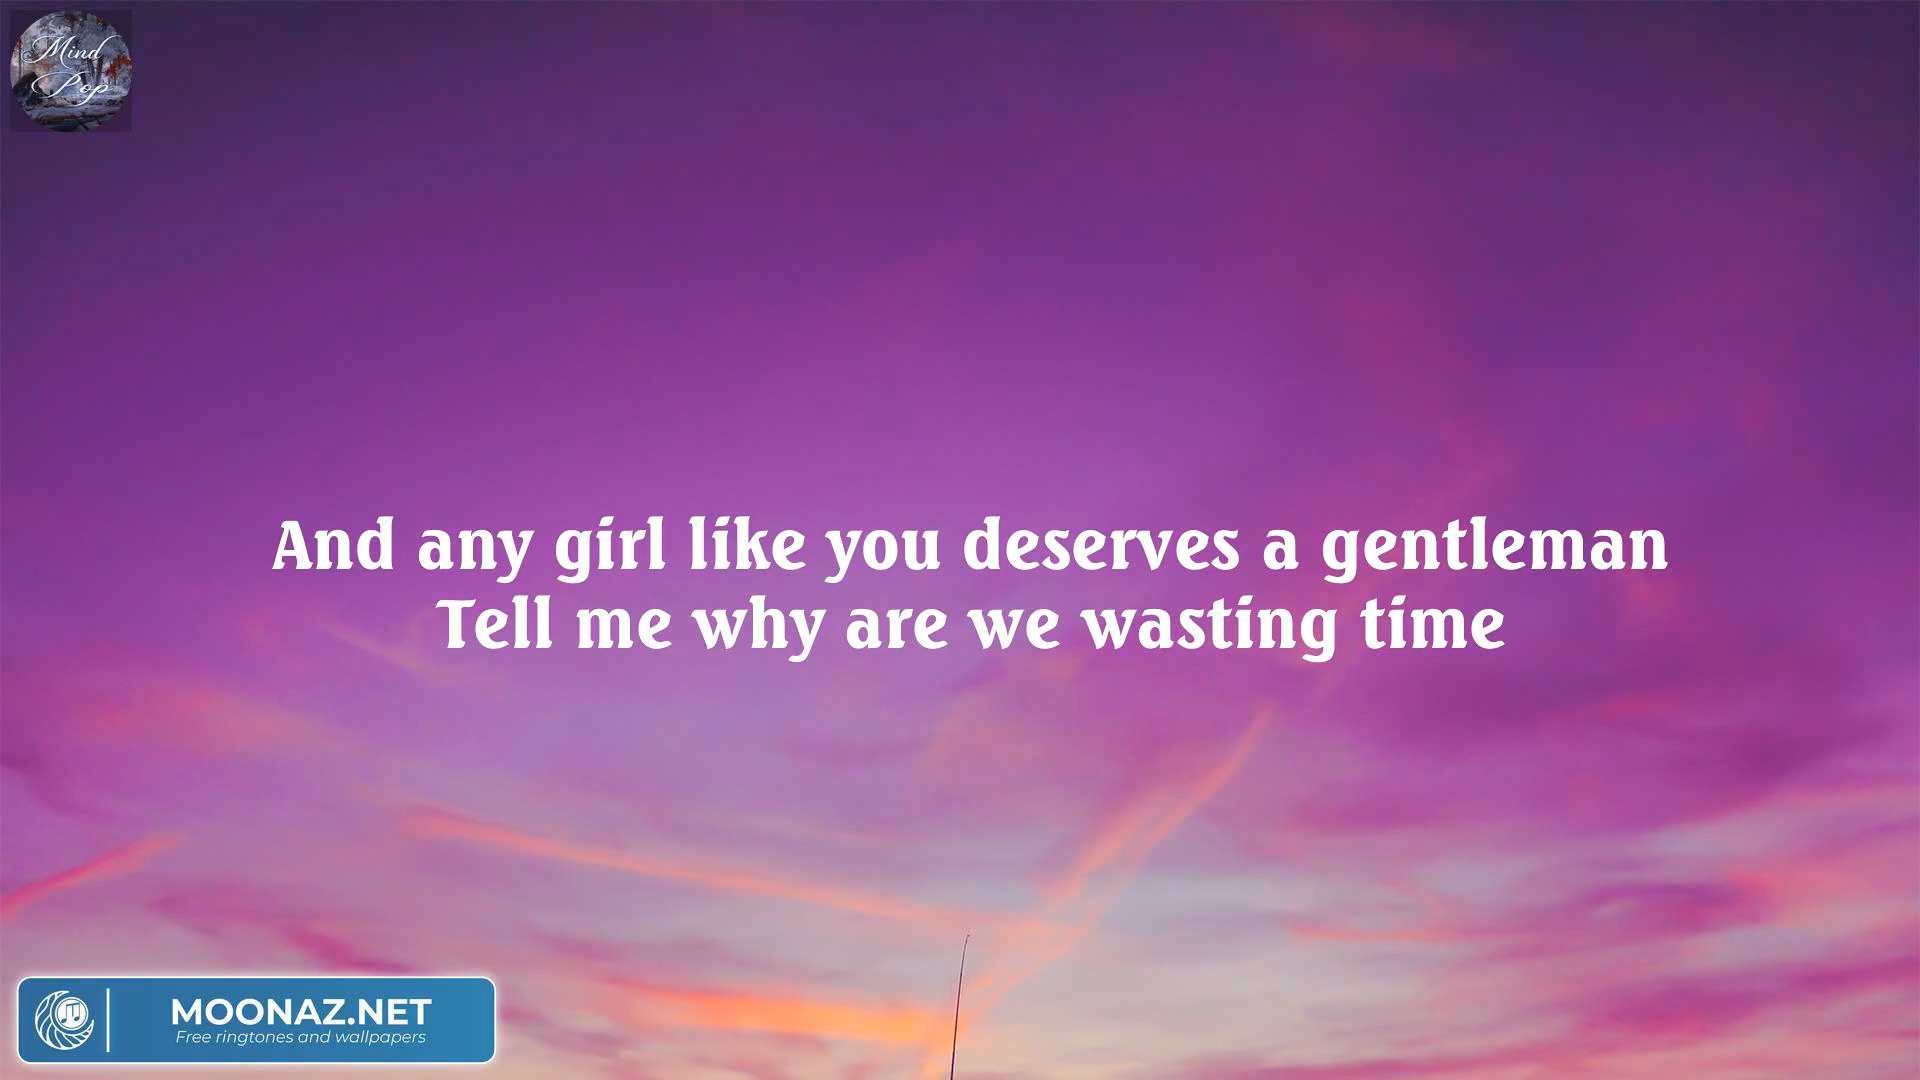 Mind
Pop
And any girl like you deserves a gentleman
Tell me why are we wasting time
MOONAZ.NET
Free ringtones and wallpapers